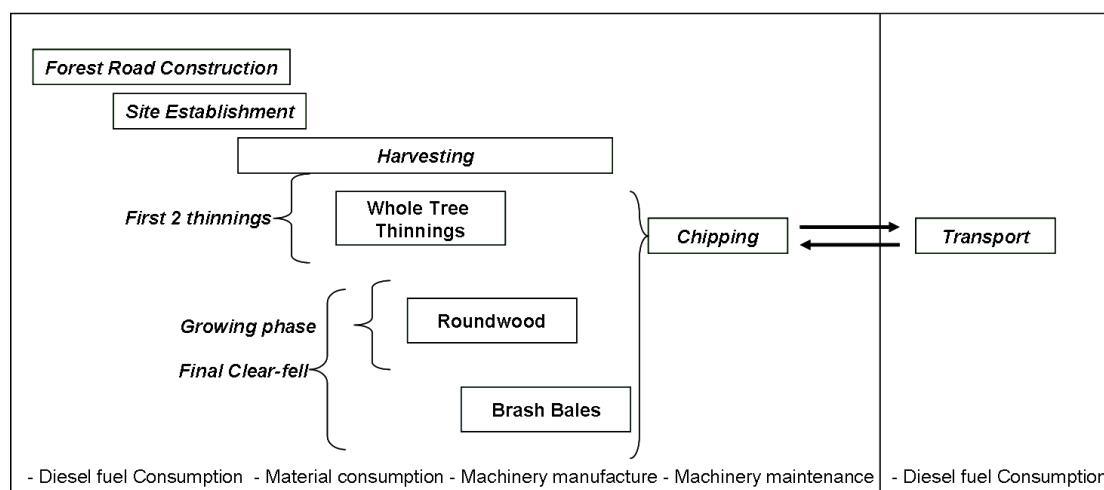 Forest Road Construction
Site Establishment
Harvesting
First 2 thinnings
Whole Tree
Thinnings
Chipping
Transport
Growing phase
Roundwood
Final Clear-fell
Brash Bales
- Diesel fuel Consumption - Material consumption - Machinery manufacture - Machinery maintenance
- Diesel fuel Consumption